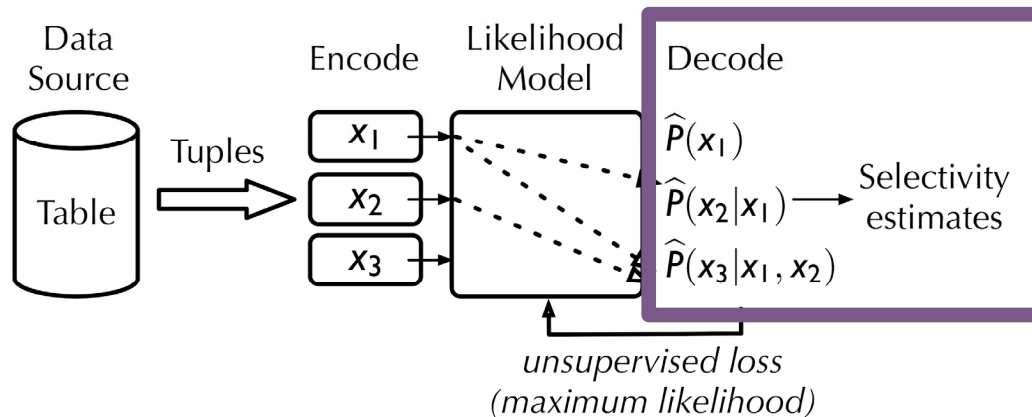 Data
Source
Table
Tuples
Encode
x₁
x₂
x₃
Likelihood
Model
Decode
P̂(x₁)
P̂(x₂|x₁)
P̂(x₃|x₁, x₂)
Selectivity
estimates
unsupervised loss
(maximum likelihood)